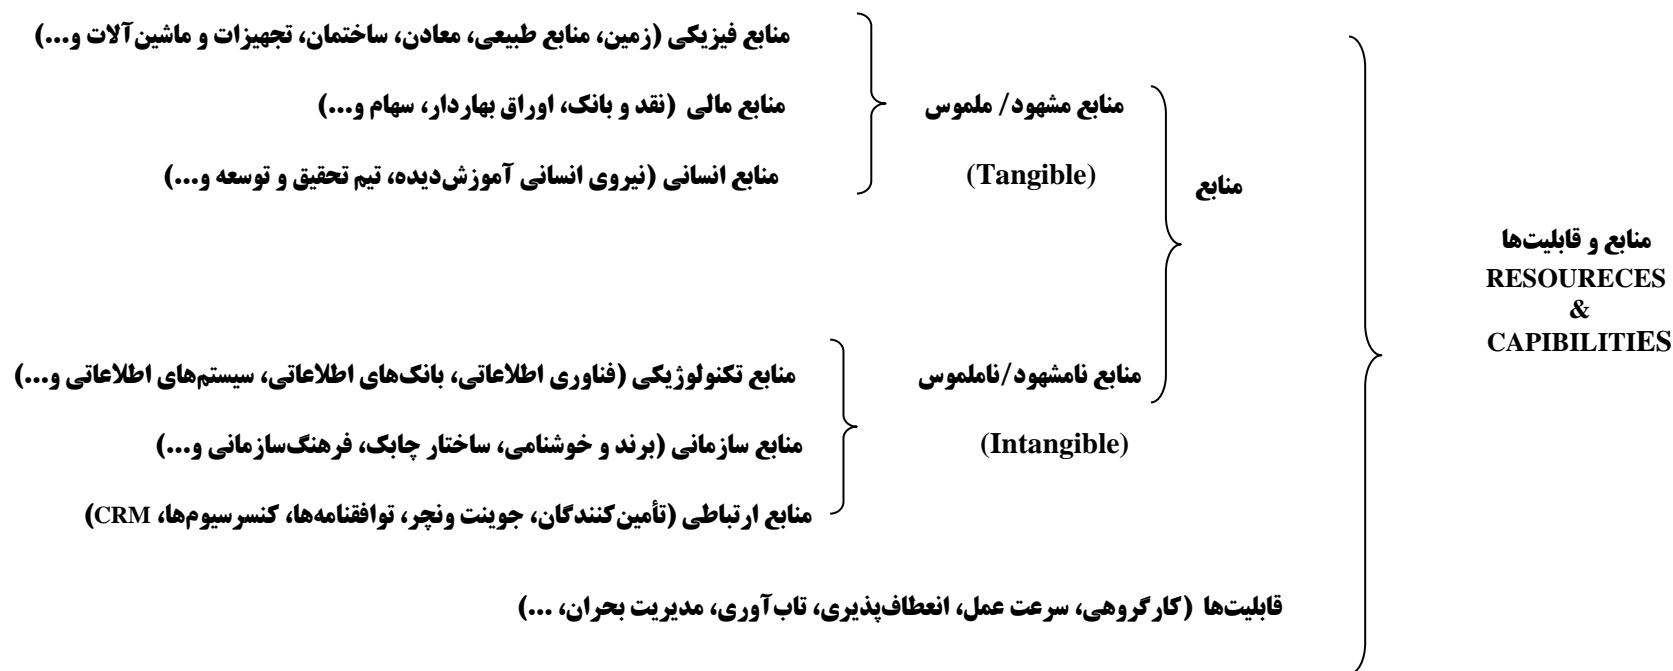 منابع فیزیکی (زمین، منابع طبیعی، معادن، ساختمان، تجهیزات و ماشین‌آلات و...)
منابع مالی (نقد و بانک، اوراق بهاردار، سهام و...)
منابع مشهود/ ملموس
(Tangible)
منابع انسانی (نیروی انسانی آموزش‌دیده، تیم تحقیق و توسعه و...)
منابع
منابع و قابلیت‌ها
RESOURECES
&
CAPIBILITIES
منابع تکنولوژیکی (فناوری اطلاعاتی، بانک‌های اطلاعاتی، سیستم‌های اطلاعاتی و...)
منابع نامشهود/ناملموس
(Intangible)
منابع سازمانی (برند و خوشنامی، ساختار چابک، فرهنگ‌سازمانی و...)
منابع ارتباطی (تأمین‌کنندگان، جوینت ونچر، توافقنامه‌ها، کنسرسیوم‌ها، CRM)
قابلیت‌ها (کارگروهی، سرعت عمل، انعطاف‌پذیری، تاب‌آوری، مدیریت بحران، ...)